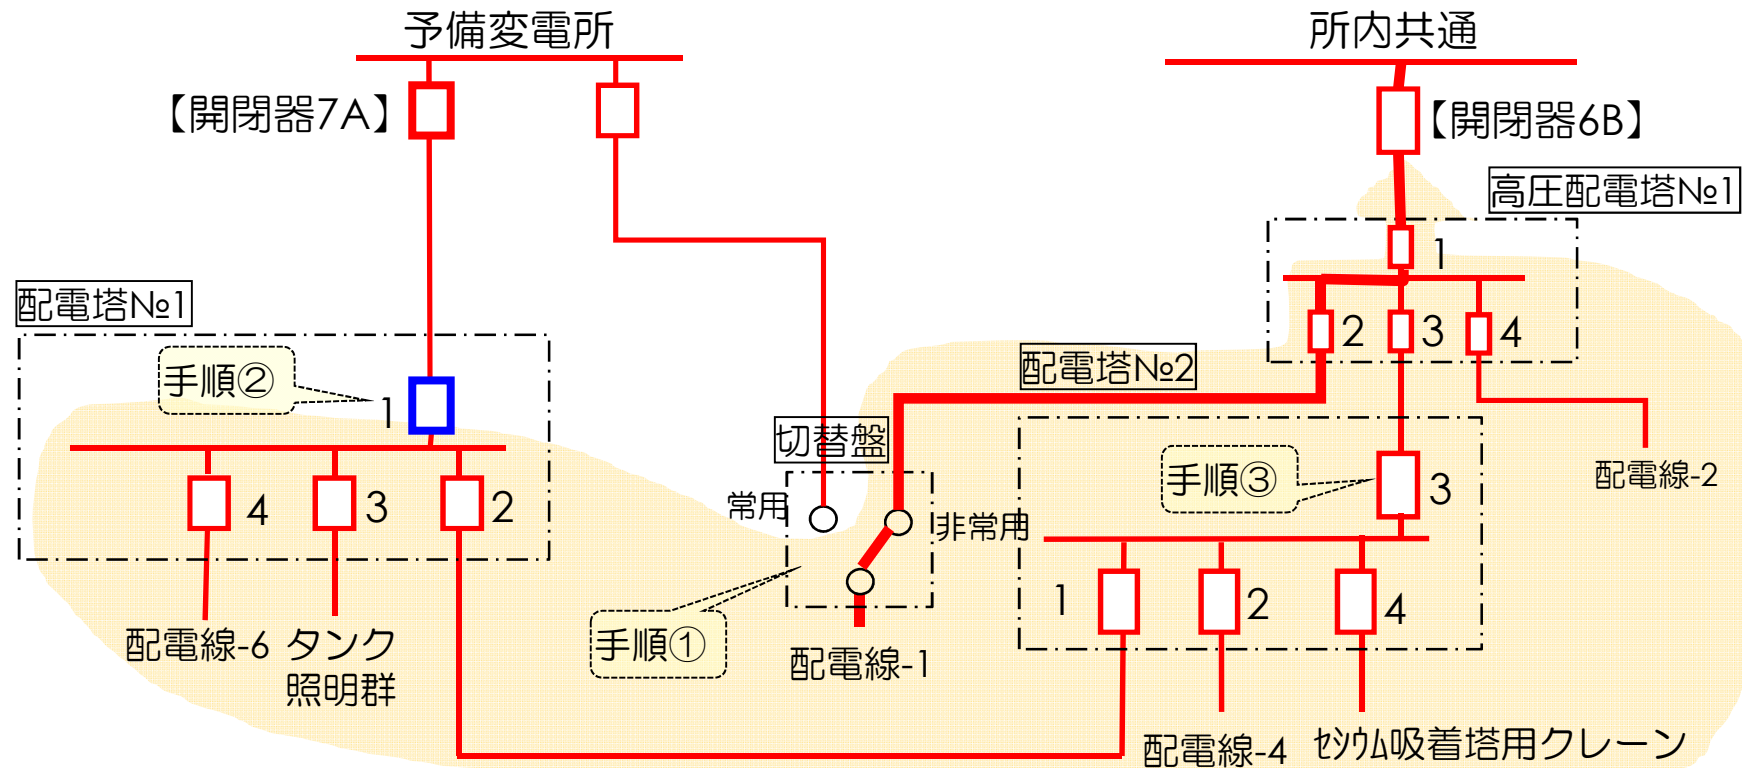 予備変電所
所内共通
【開閉器7A】
【開閉器6B】
高圧配電塔№1
1
2
3
4
配電塔№1
手順②
1
4
3
2
配電塔№2
切替盤
常用
非常用
手順①
配電線-1
手順③
3
配電線-2
1
2
4
配電線-6
タンク
照明群
配電線-4
ｾｼｳﾑ吸着塔用クレーン